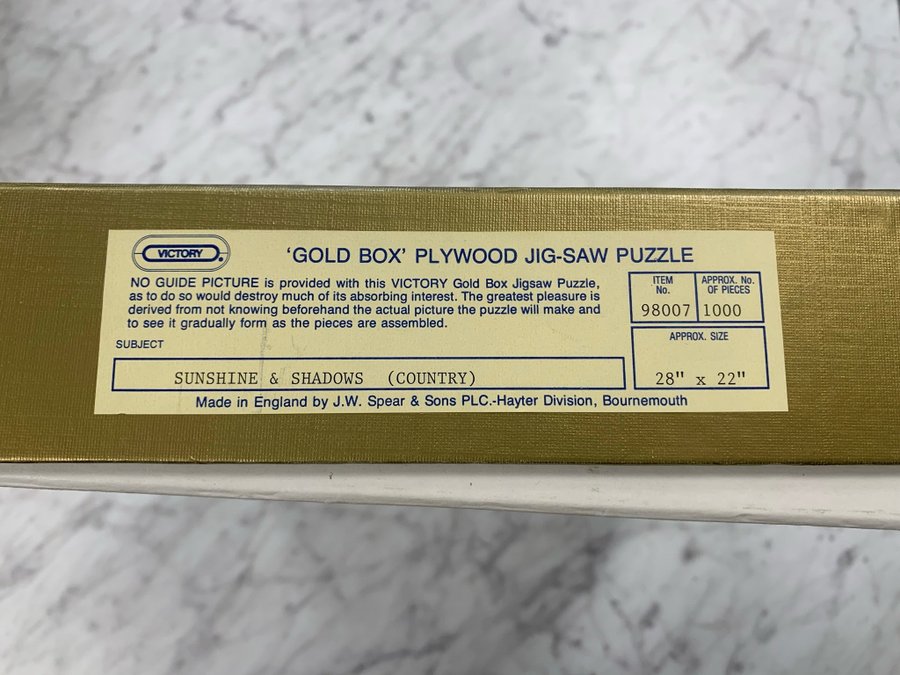 VICTORY
'GOLD BOX' PLYWOOD JIG-SAW PUZZLE
NO GUIDE PICTURE is provided with this VICTORY Gold Box Jigsaw Puzzle,
as to do so would destroy much of its absorbing interest. The greatest pleasure is
derived from not knowing beforehand the actual picture the puzzle will make and
to see it gradually form as the pieces are assembled.
ITEM
No.
98007
APPROX. No.
OF PIECES
1000
APPROX. SIZE
28" x 22"
SUBJECT
SUNSHINE & SHADOWS (COUNTRY)
Made in England by J.W. Spear & Sons PLC.-Hayter Division, Bournemouth